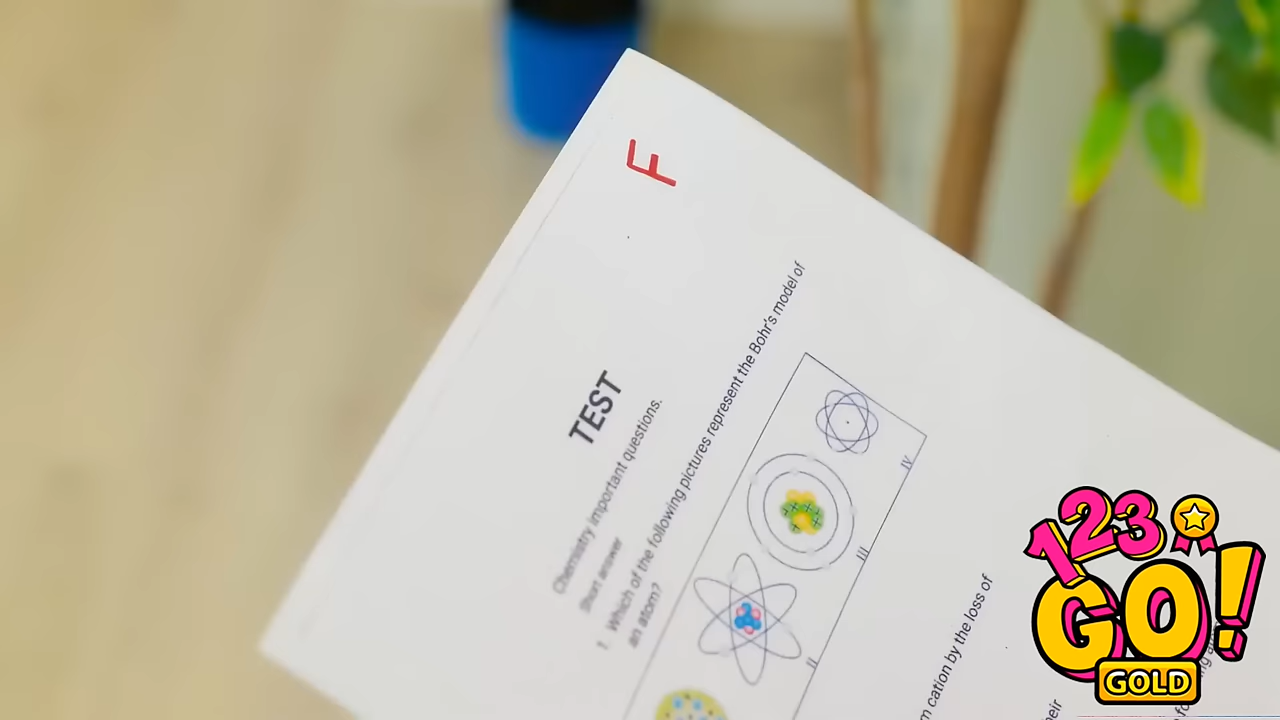 F
TEST
Chemistry important questions.
Short answer
1 Which of the following pictures represent the Bohr's model of
an atom?
II
III
IV
cation by the loss of
123
GO!
GOLD